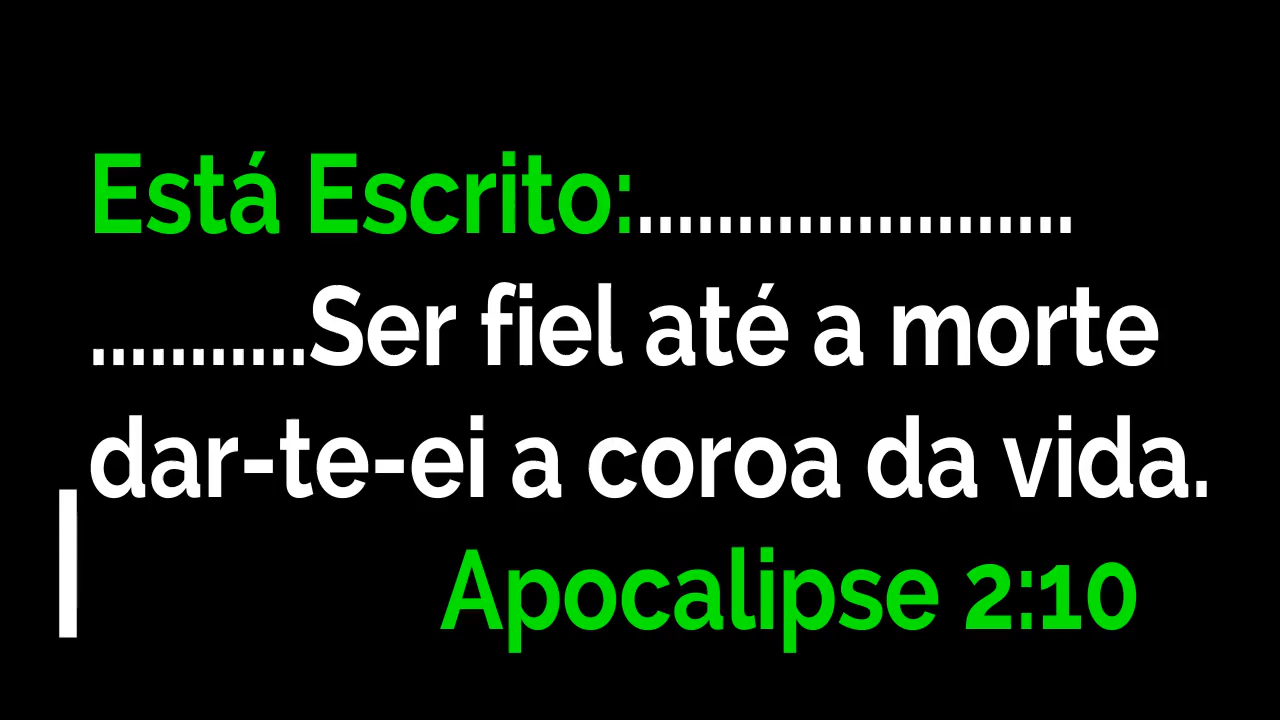 Está Escrito:......................
...........Ser fiel até a morte
dar-te-ei a coroa da vida.
Apocalipse 2:10